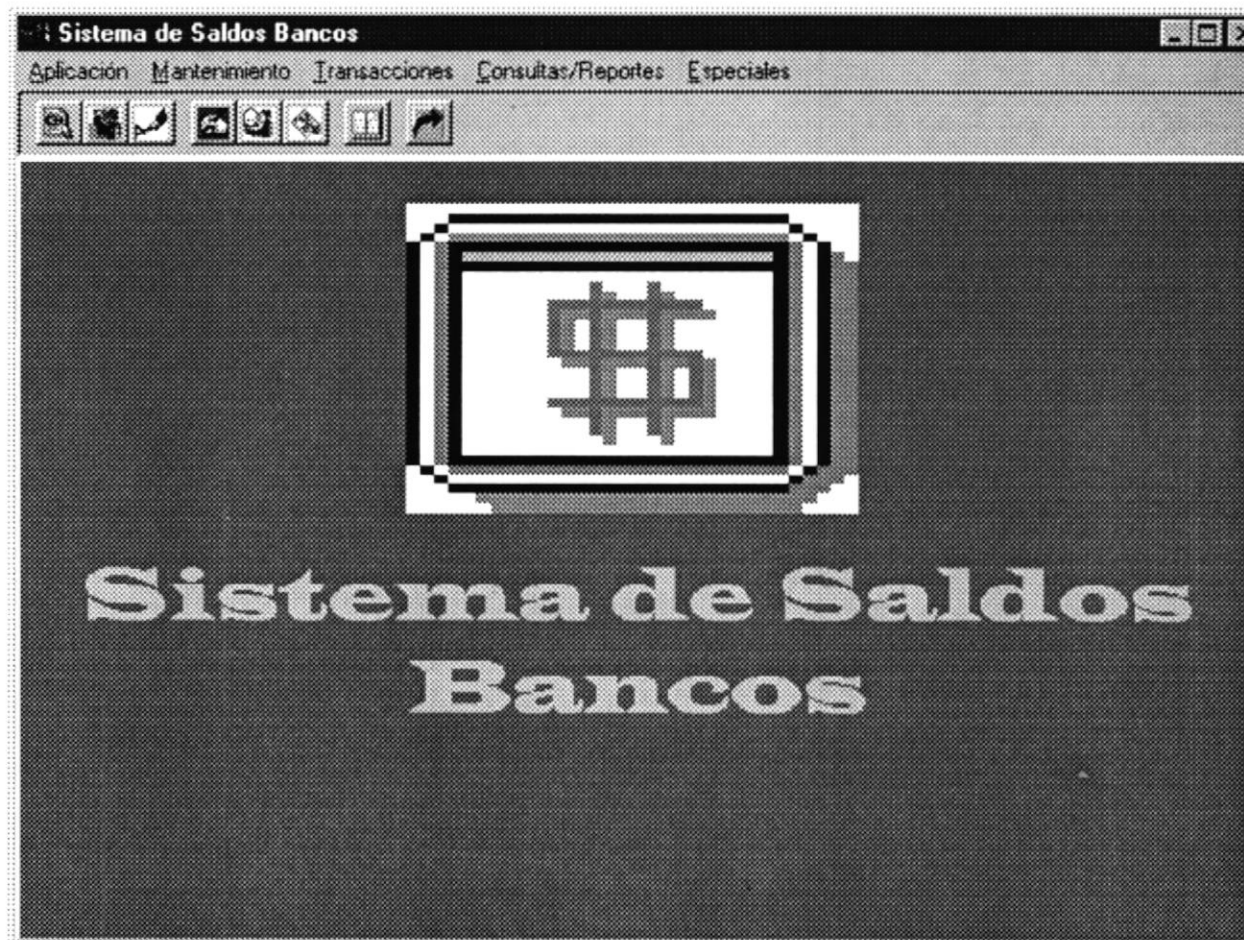 Sistema de Saldos Bancos
Aplicación Mantenimiento Transacciones Consultas/Reportes Especiales
$
Sistema de Saldos
Bancos